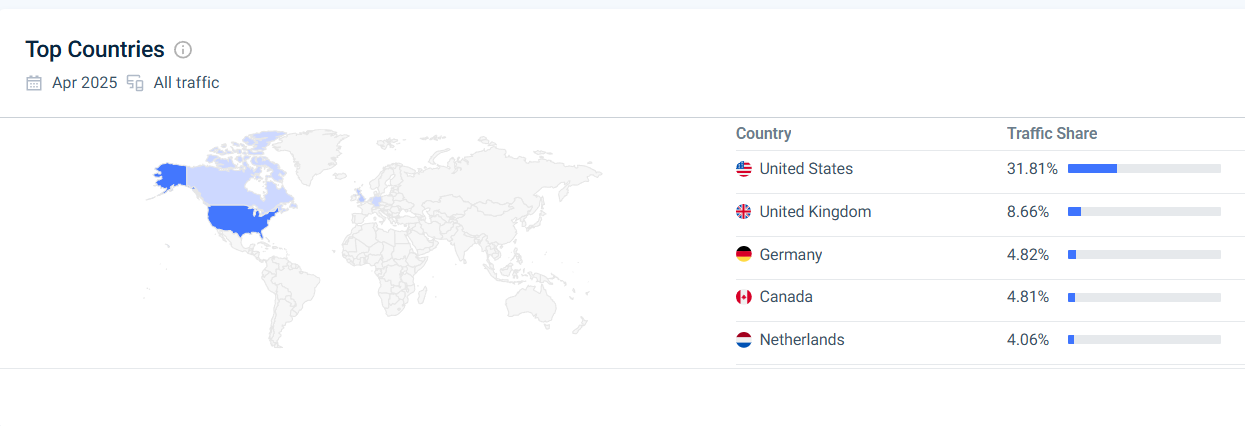 Top Countries
Apr 2025 All traffic
Country Traffic Share
United States 31.81%
United Kingdom 8.66%
Germany 4.82%
Canada 4.81%
Netherlands 4.06%